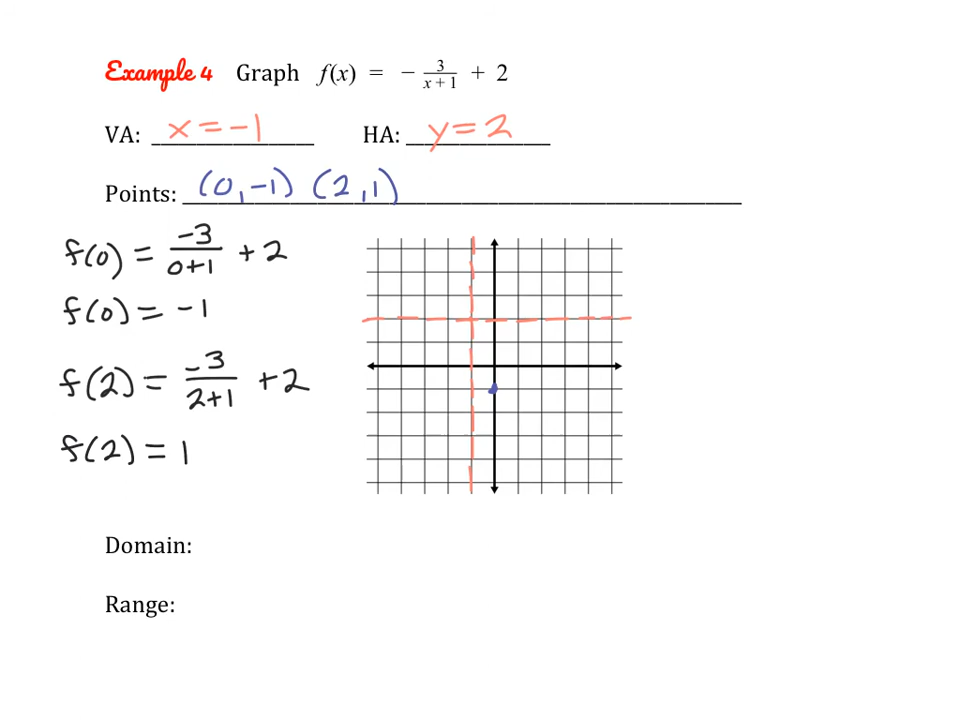 Example 4 Graph f(x) = - 3/(x + 1) + 2
VA: x = -1 HA: y = 2
Points: (0, -1) (2, 1)
f(0) = -3/(0+1) + 2
f(0) = -1
f(2) = -3/(2+1) + 2
f(2) = 1
Domain:
Range: